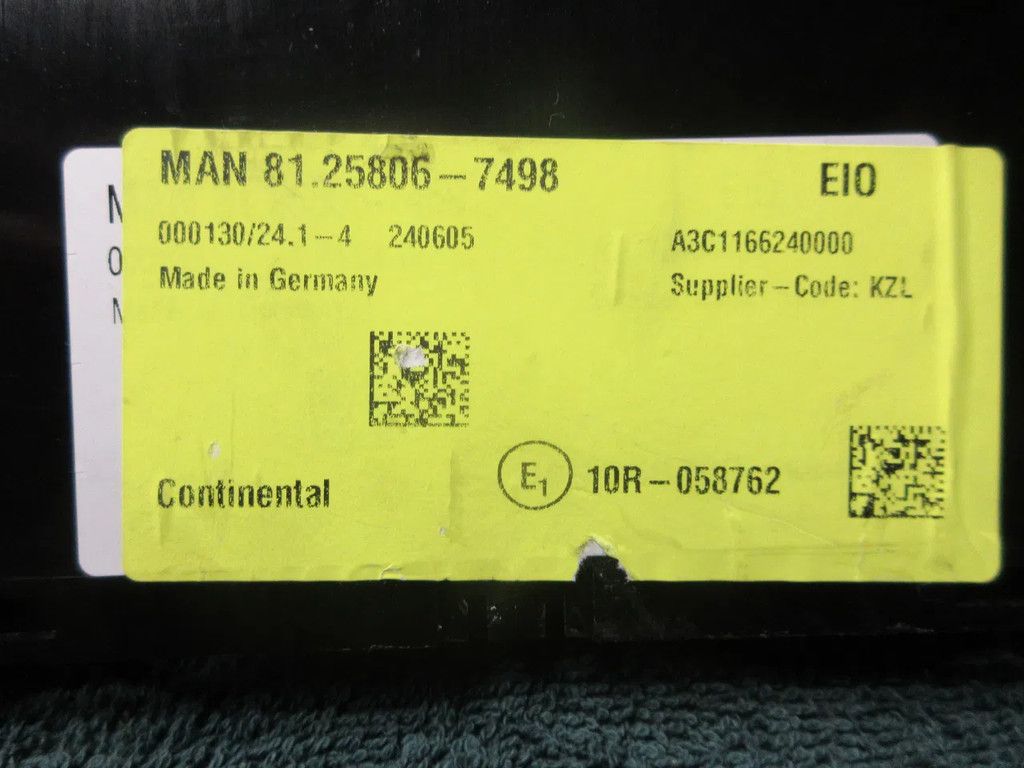 MAN 81.25806-7498 EIO
000130/24.1-4 240605 A3C1166240000
Made in Germany Supplier-Code: KZL
E1 10R-058762
Continental
N
0
N